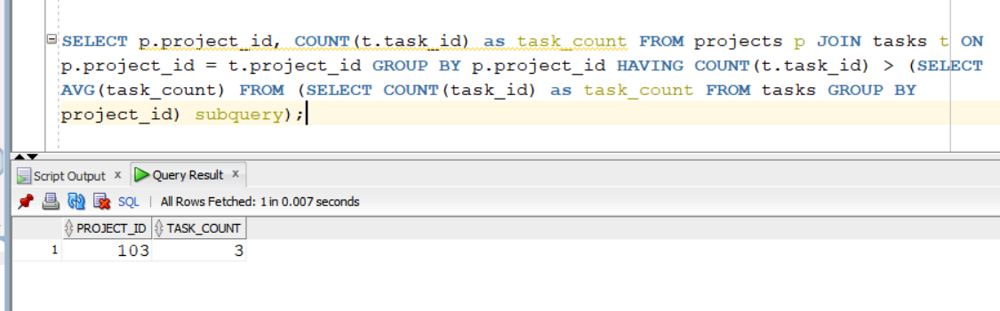 SELECT p.project_id, COUNT(t.task_id) as task_count FROM projects p JOIN tasks t ON
p.project_id = t.project_id GROUP BY p.project_id HAVING COUNT(t.task_id) > (SELECT
AVG(task_count) FROM (SELECT COUNT(task_id) as task_count FROM tasks GROUP BY
project_id) subquery);
Script Output x Query Result x
SQL | All Rows Fetched: 1 in 0.007 seconds
PROJECT_ID TASK_COUNT
1 103 3